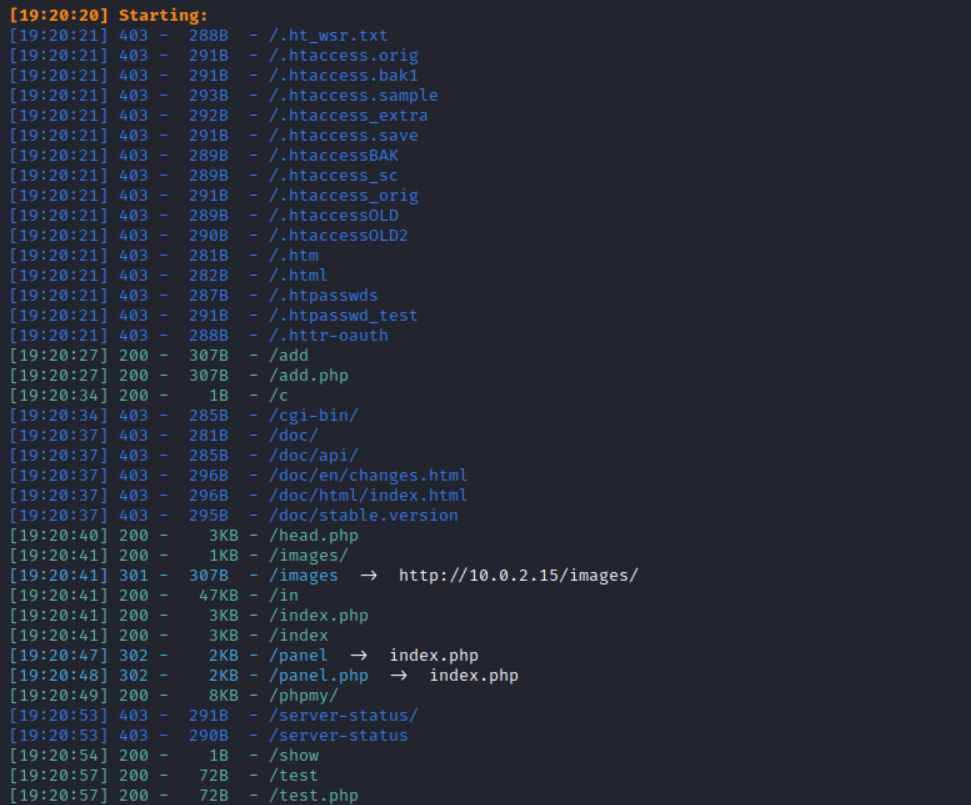 [19:20:20] Starting:
[19:20:21] 403 -  288B  - /.ht_wsr.txt
[19:20:21] 403 -  291B  - /.htaccess.orig
[19:20:21] 403 -  291B  - /.htaccess.bak1
[19:20:21] 403 -  293B  - /.htaccess.sample
[19:20:21] 403 -  292B  - /.htaccess_extra
[19:20:21] 403 -  291B  - /.htaccess.save
[19:20:21] 403 -  289B  - /.htaccessBAK
[19:20:21] 403 -  289B  - /.htaccess_sc
[19:20:21] 403 -  291B  - /.htaccess_orig
[19:20:21] 403 -  289B  - /.htaccessOLD
[19:20:21] 403 -  290B  - /.htaccessOLD2
[19:20:21] 403 -  281B  - /.htm
[19:20:21] 403 -  282B  - /.html
[19:20:21] 403 -  287B  - /.htpasswds
[19:20:21] 403 -  291B  - /.htpasswd_test
[19:20:21] 403 -  288B  - /.httr-oauth
[19:20:27] 200 -  307B  - /add
[19:20:27] 200 -  307B  - /add.php
[19:20:34] 200 -    1B  - /c
[19:20:34] 403 -  285B  - /cgi-bin/
[19:20:37] 403 -  281B  - /doc/
[19:20:37] 403 -  285B  - /doc/api/
[19:20:37] 403 -  296B  - /doc/en/changes.html
[19:20:37] 403 -  296B  - /doc/html/index.html
[19:20:37] 403 -  295B  - /doc/stable.version
[19:20:40] 200 -    3KB - /head.php
[19:20:41] 200 -    1KB - /images/
[19:20:41] 301 -  307B  - /images  →  http://10.0.2.15/images/
[19:20:41] 200 -   47KB - /in
[19:20:41] 200 -    3KB - /index.php
[19:20:41] 200 -    3KB - /index
[19:20:47] 302 -    2KB - /panel  →  index.php
[19:20:48] 302 -    2KB - /panel.php  →  index.php
[19:20:49] 200 -    8KB - /phpmy/
[19:20:53] 403 -  291B  - /server-status/
[19:20:53] 403 -  290B  - /server-status
[19:20:54] 200 -    1B  - /show
[19:20:57] 200 -   72B  - /test
[19:20:57] 200 -   72B  - /test.php